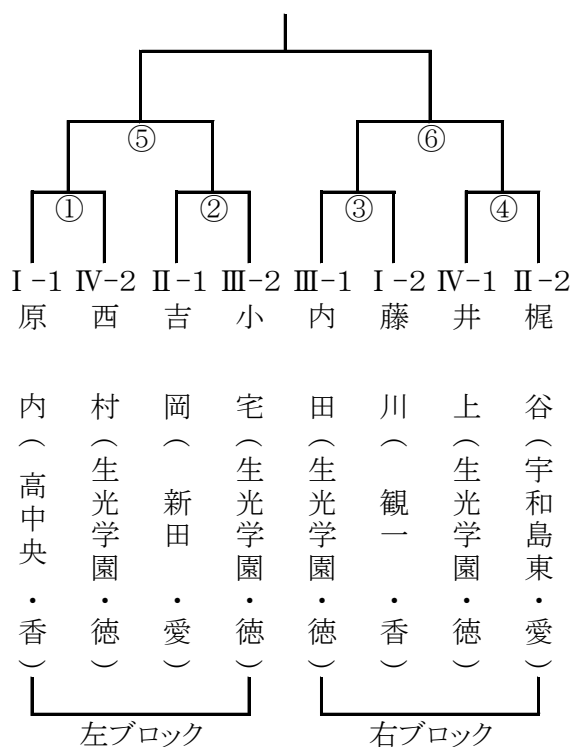 ⑤ ⑥
① ② ③ ④
Ⅰ-1 Ⅳ-2 Ⅱ-1 Ⅲ-2 Ⅲ-1 Ⅰ-2 Ⅳ-1 Ⅱ-2
原内(高中央・香)
西村(生光学園・徳)
吉岡(新田・愛)
小宅(生光学園・徳)
内田(生光学園・徳)
藤川(観一・香)
井上(生光学園・徳)
梶谷(宇和島東・愛)
左ブロック 右ブロック